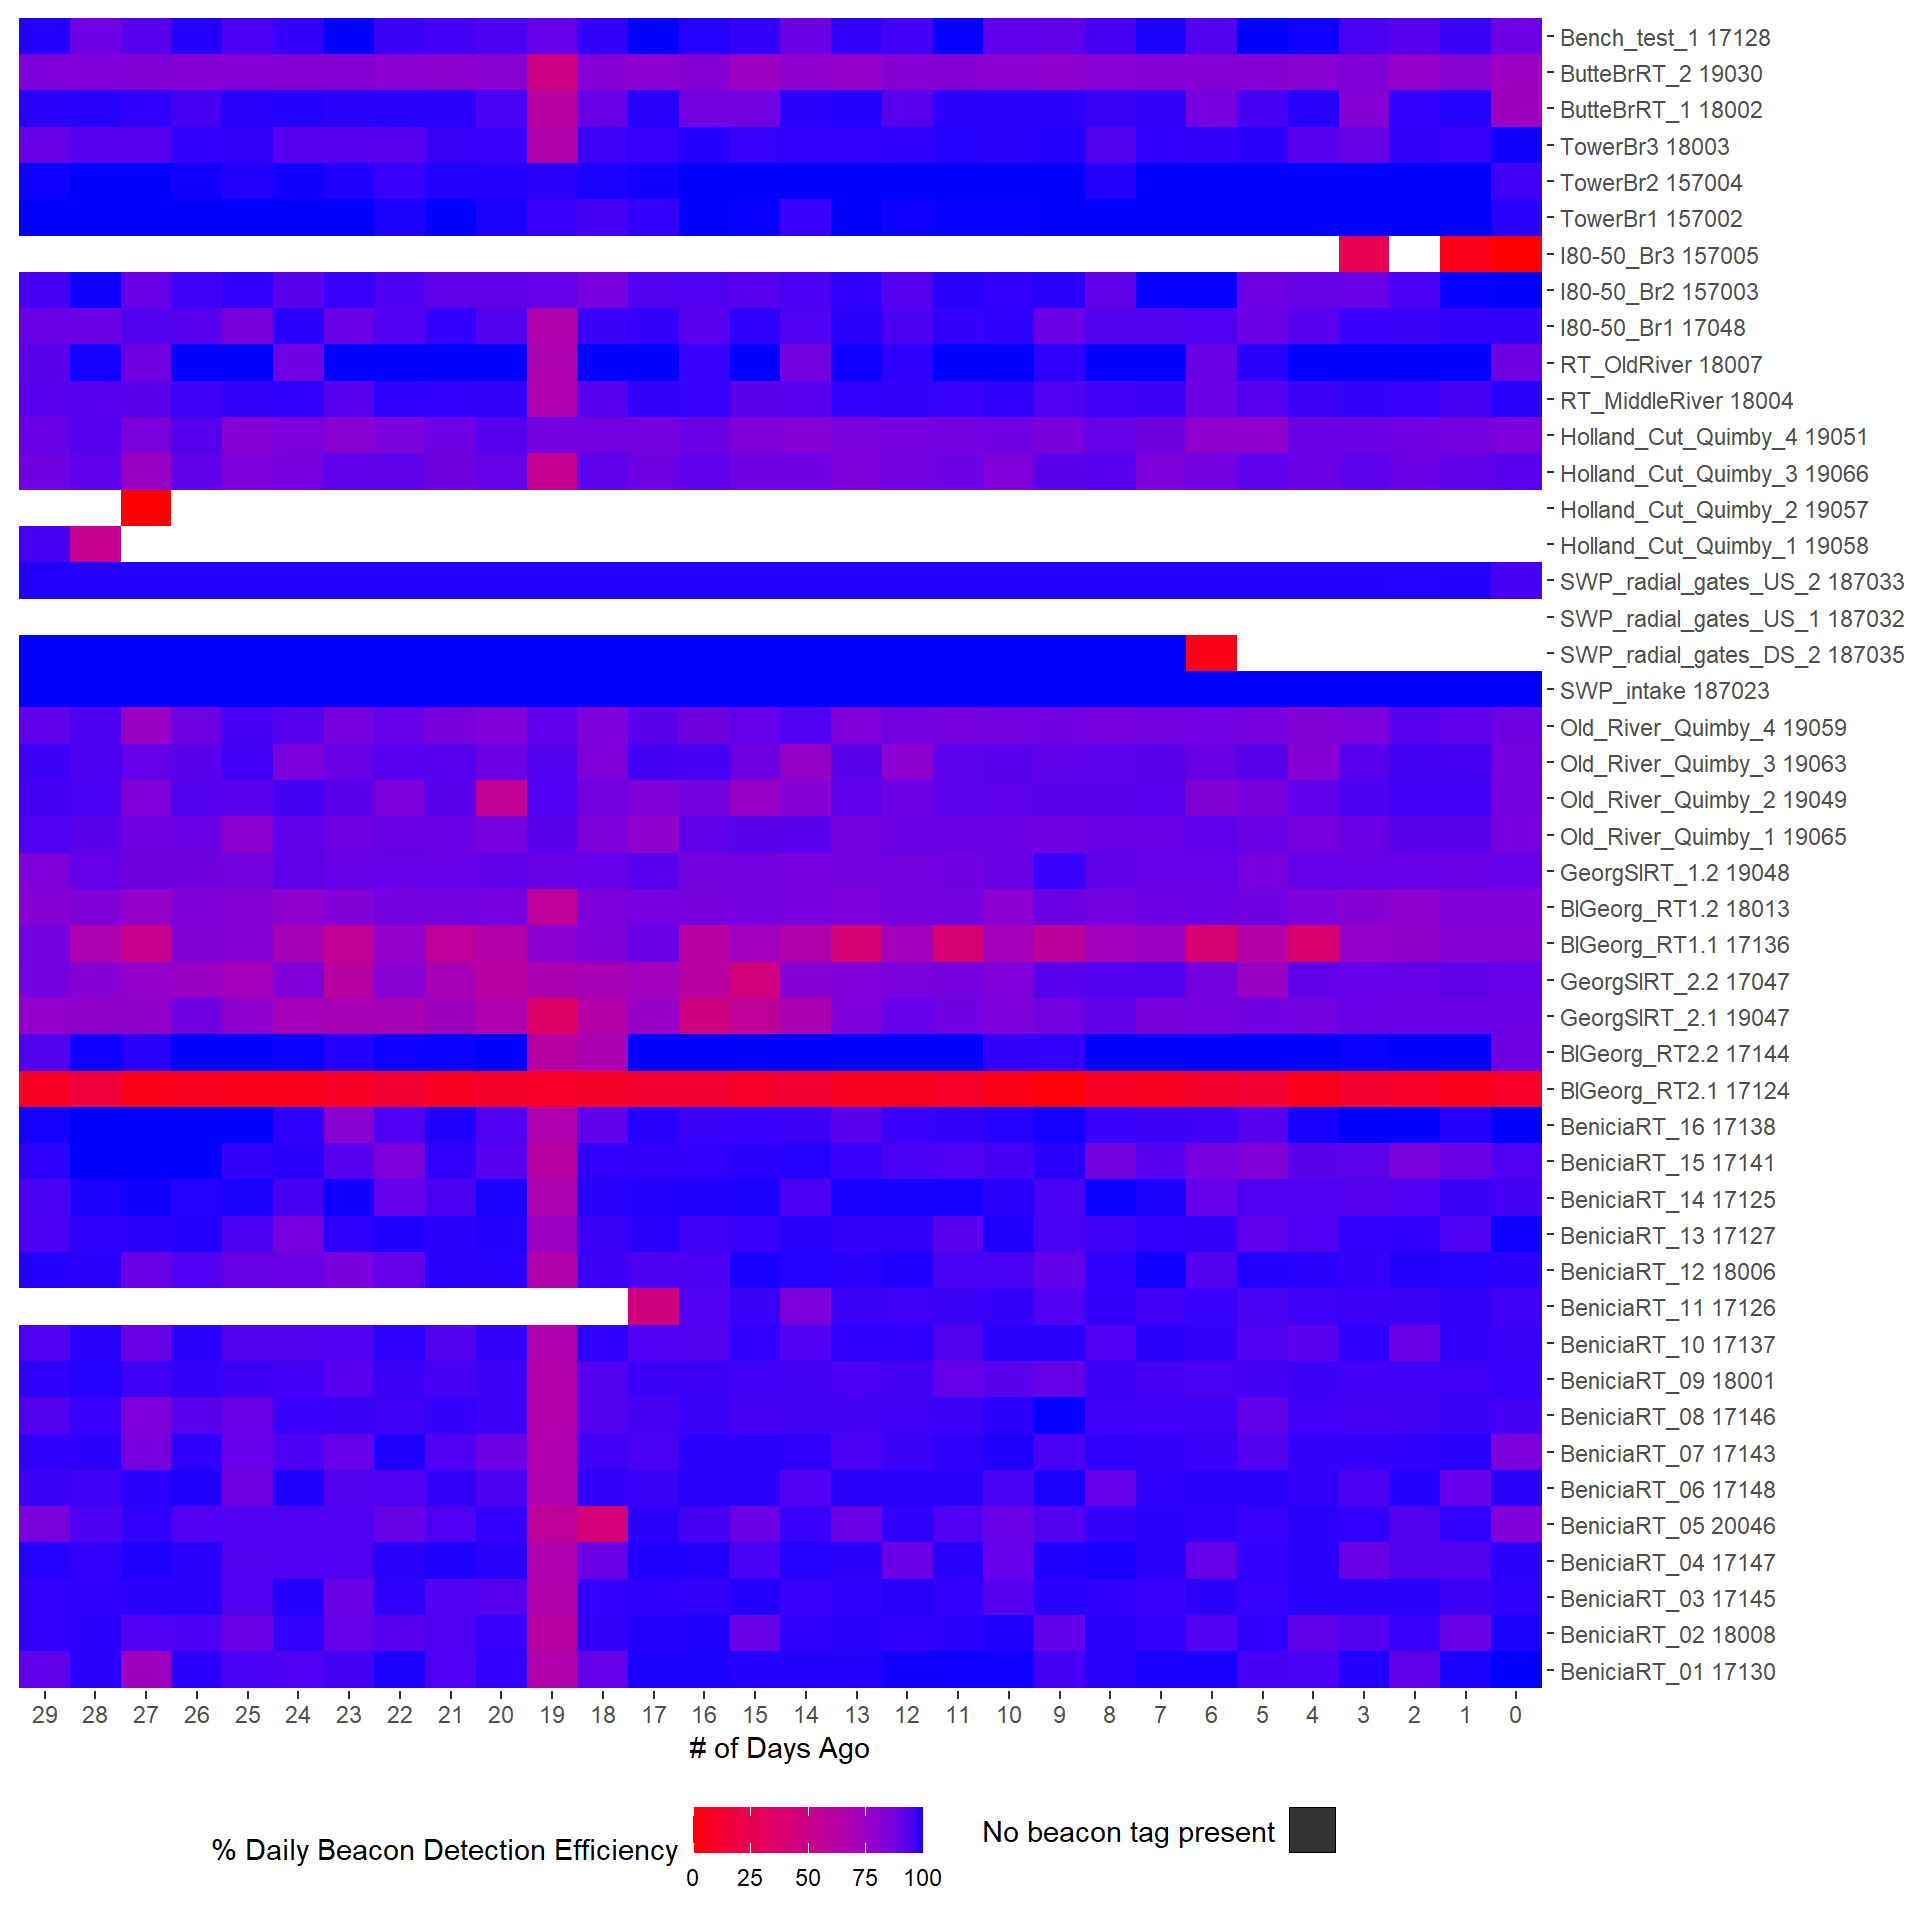 Bench_test_1 17128
ButteBrRT_2 19030
ButteBrRT_1 18002
TowerBr3 18003
TowerBr2 157004
TowerBr1 157002
I80-50_Br3 157005
I80-50_Br2 157003
I80-50_Br1 17048
RT_OldRiver 18007
RT_MiddleRiver 18004
Holland_Cut_Quimby_4 19051
Holland_Cut_Quimby_3 19066
Holland_Cut_Quimby_2 19057
Holland_Cut_Quimby_1 19058
SWP_radial_gates_US_2 187033
SWP_radial_gates_US_1 187032
SWP_radial_gates_DS_2 187035
SWP_intake 187023
Old_River_Quimby_4 19059
Old_River_Quimby_3 19063
Old_River_Quimby_2 19049
Old_River_Quimby_1 19065
GeorgSlRT_1.2 19048
BlGeorg_RT1.2 18013
BlGeorg_RT1.1 17136
GeorgSlRT_2.2 17047
GeorgSlRT_2.1 19047
BlGeorg_RT2.2 17144
BlGeorg_RT2.1 17124
BeniciaRT_16 17138
BeniciaRT_15 17141
BeniciaRT_14 17125
BeniciaRT_13 17127
BeniciaRT_12 18006
BeniciaRT_11 17126
BeniciaRT_10 17137
BeniciaRT_09 18001
BeniciaRT_08 17146
BeniciaRT_07 17143
BeniciaRT_06 17148
BeniciaRT_05 20046
BeniciaRT_04 17147
BeniciaRT_03 17145
BeniciaRT_02 18008
BeniciaRT_01 17130
29 28 27 26 25 24 23 22 21 20 19 18 17 16 15 14 13 12 11 10 9 8 7 6 5 4 3 2 1 0
# of Days Ago
% Daily Beacon Detection Efficiency
0 25 50 75 100
No beacon tag present